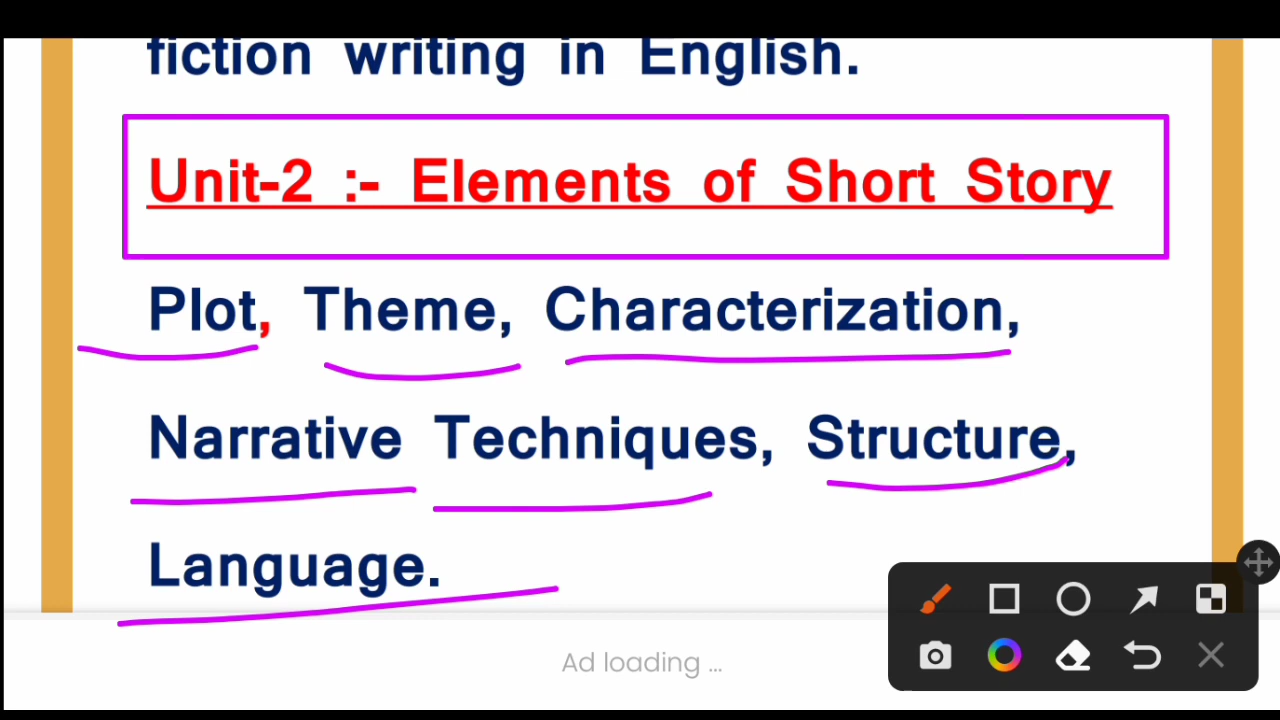 fiction writing in English.
Unit-2 :- Elements of Short Story
Plot, Theme, Characterization,
Narrative Techniques, Structure,
Language.
Ad loading ...